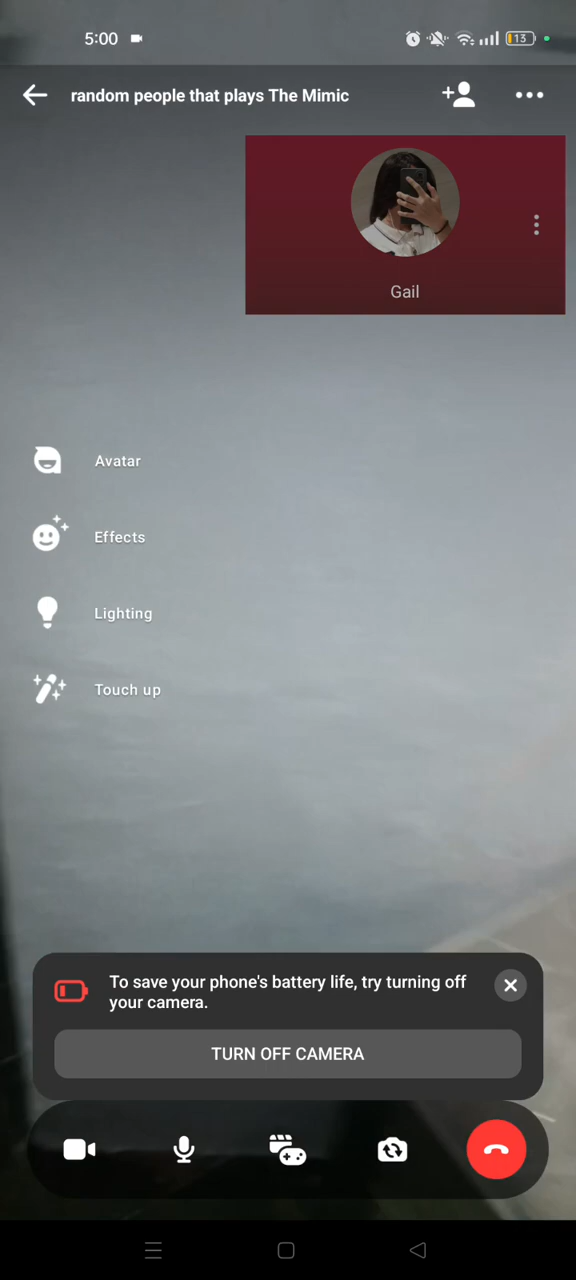 5:00
13
random people that plays The Mimic
Gail
Avatar
Effects
Lighting
Touch up
To save your phone's battery life, try turning off
your camera.
TURN OFF CAMERA